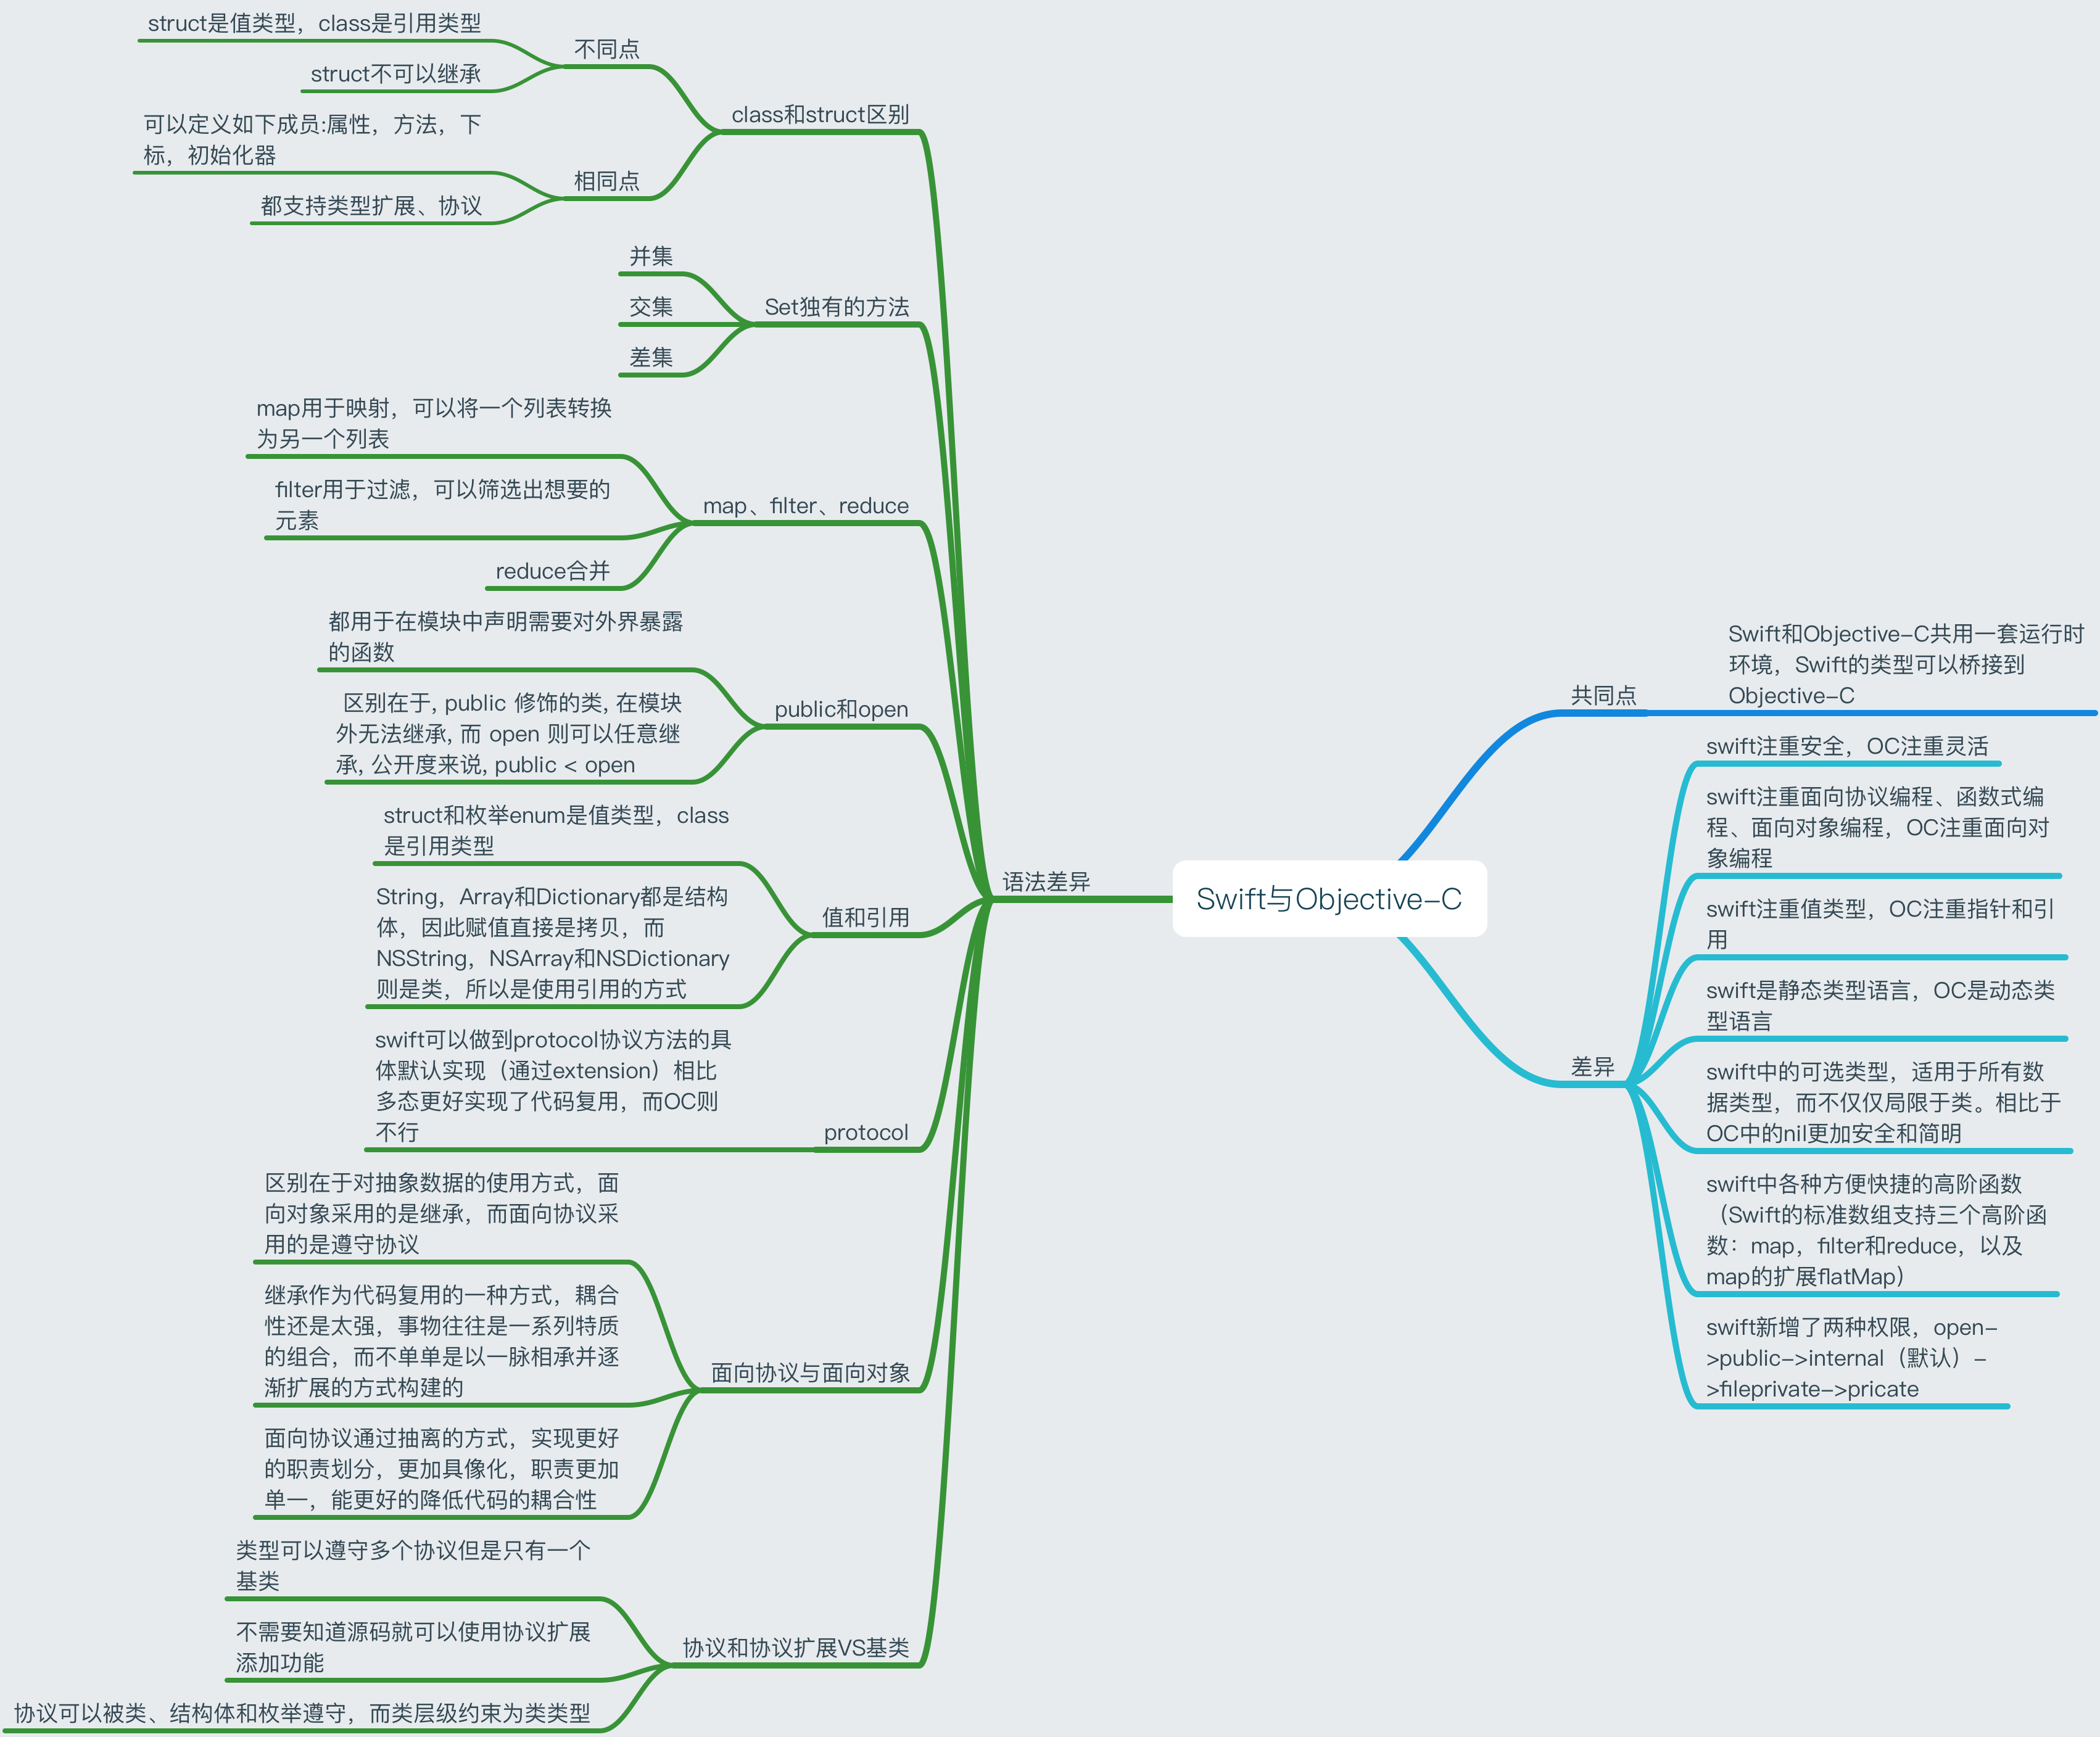 Swift与Objective-C
共同点
Swift和Objective-C共用一套运行时
环境，Swift的类型可以桥接到
Objective-C
差异
swift注重安全，OC注重灵活
swift注重面向协议编程、函数式编
程、面向对象编程，OC注重面向对
象编程
swift注重值类型，OC注重指针和引
用
swift是静态类型语言，OC是动态类
型语言
swift中的可选类型，适用于所有数
据类型，而不仅仅局限于类。相比于
OC中的nil更加安全和简明
swift中各种方便快捷的高阶函数
（Swift的标准数组支持三个高阶函
数：map，filter和reduce，以及
map的扩展flatMap）
swift新增了两种权限，open-
>public->internal（默认）-
>fileprivate->pricate
语法差异
class和struct区别
不同点
struct是值类型，class是引用类型
struct不可以继承
相同点
可以定义如下成员:属性，方法，下
标，初始化器
都支持类型扩展、协议
Set独有的方法
并集
交集
差集
map、filter、reduce
map用于映射，可以将一个列表转换
为另一个列表
filter用于过滤，可以筛选出想要的
元素
reduce合并
public和open
都用于在模块中声明需要对外界暴露
的函数
区别在于, public 修饰的类, 在模块
外无法继承, 而 open 则可以任意继
承, 公开度来说, public < open
值和引用
struct和枚举enum是值类型，class
是引用类型
String，Array和Dictionary都是结构
体，因此赋值直接是拷贝，而
NSString，NSArray和NSDictionary
则是类，所以是使用引用的方式
protocol
swift可以做到protocol协议方法的具
体默认实现（通过extension）相比
多态更好实现了代码复用，而OC则
不行
面向协议与面向对象
区别在于对抽象数据的使用方式，面
向对象采用的是继承，而面向协议采
用的是遵守协议
继承作为代码复用的一种方式，耦合
性还是太强，事物往往是一系列特质
的组合，而不单单是以一脉相承并逐
渐扩展的方式构建的
面向协议通过抽离的方式，实现更好
的职责划分，更加具像化，职责更加
单一，能更好的降低代码的耦合性
协议和协议扩展VS基类
类型可以遵守多个协议但是只有一个
基类
不需要知道源码就可以使用协议扩展
添加功能
协议可以被类、结构体和枚举遵守，而类层级约束为类类型